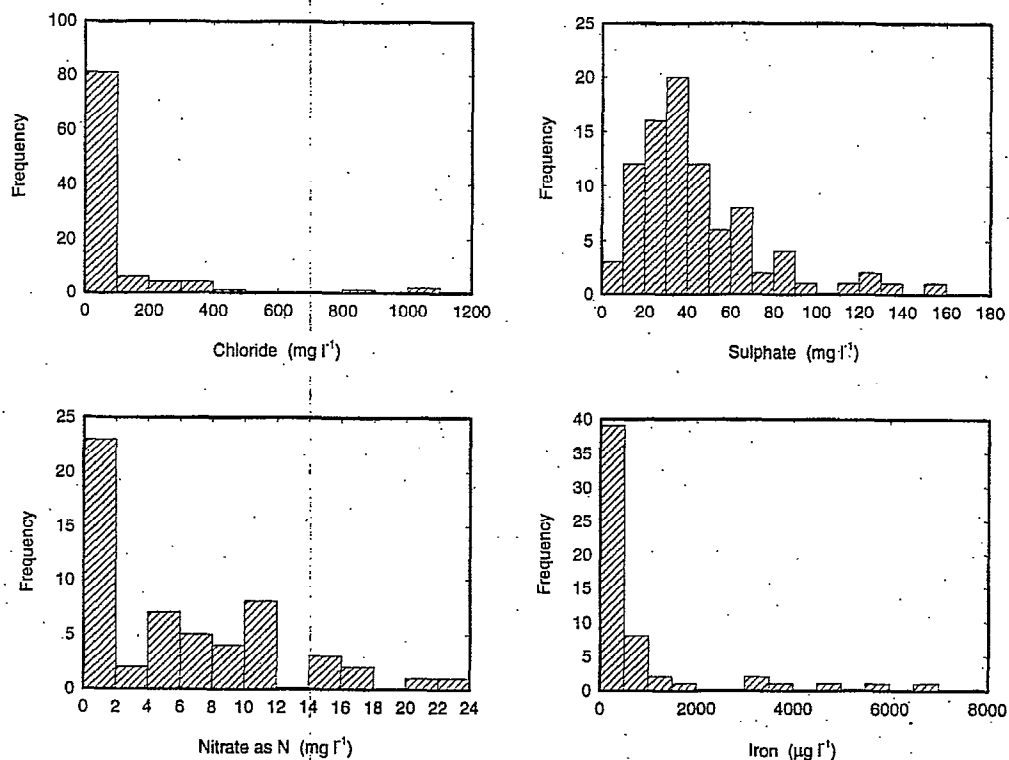 100
80
60
40
20
0
Frequency
0 200 400 600 800 1000 1200
Chloride (mg l⁻¹)
25
20
15
10
5
0
Frequency
0 20 40 60 80 100 120 140 160 180
Sulphate (mg l⁻¹)
25
20
15
10
5
0
Frequency
0 2 4 6 8 10 12 14 16 18 20 22 24
Nitrate as N (mg l⁻¹)
40
35
30
25
20
15
10
5
0
Frequency
0 2000 4000 6000 8000
Iron (µg l⁻¹)